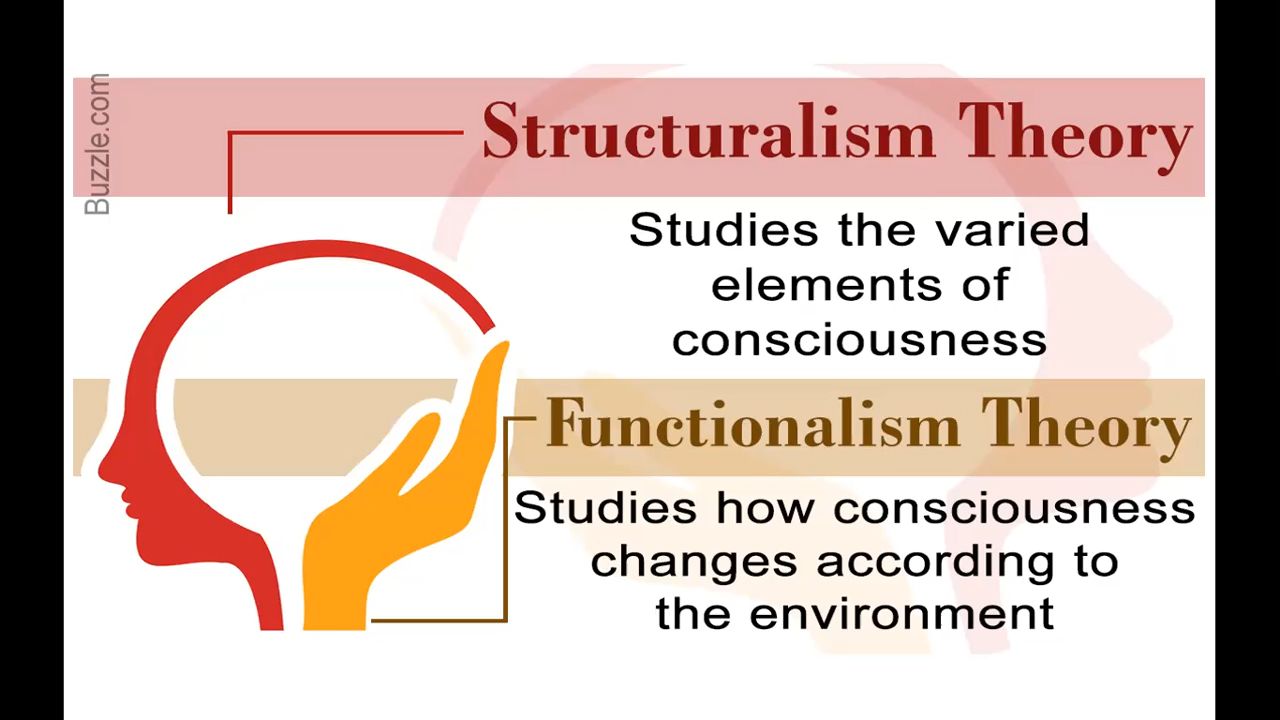 Buzzle.com
Structuralism Theory
Studies the varied
elements of
consciousness
Functionalism Theory
Studies how consciousness
changes according to
the environment